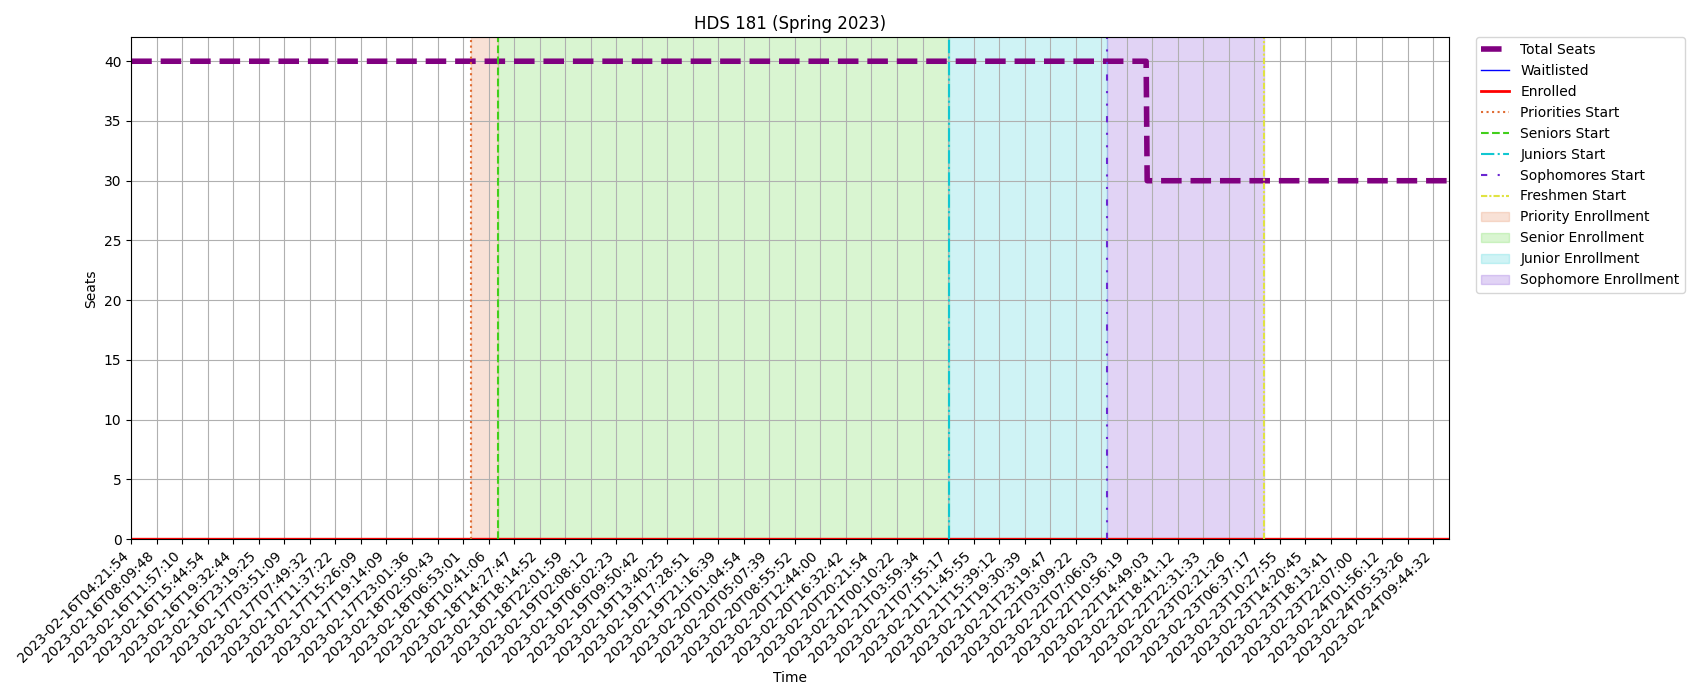 HDS 181 (Spring 2023)
Seats
40
35
30
25
20
15
10
5
0
2023-02-16T04:21:54
2023-02-16T08:09:48
2023-02-16T11:57:10
2023-02-16T15:44:54
2023-02-16T19:32:44
2023-02-16T23:19:25
2023-02-17T03:51:09
2023-02-17T07:49:32
2023-02-17T11:37:22
2023-02-17T15:26:09
2023-02-17T19:14:09
2023-02-17T23:01:36
2023-02-18T02:50:43
2023-02-18T06:53:01
2023-02-18T10:41:06
2023-02-18T14:27:47
2023-02-18T18:14:52
2023-02-18T22:01:59
2023-02-19T02:08:12
2023-02-19T06:02:23
2023-02-19T09:50:42
2023-02-19T13:40:25
2023-02-19T17:28:51
2023-02-19T21:16:39
2023-02-20T01:04:54
2023-02-20T05:07:39
2023-02-20T08:55:52
2023-02-20T12:44:00
2023-02-20T16:32:42
2023-02-20T20:21:54
2023-02-21T00:10:22
2023-02-21T03:59:34
2023-02-21T07:55:17
2023-02-21T11:45:55
2023-02-21T15:39:12
2023-02-21T19:30:39
2023-02-21T23:19:47
2023-02-22T03:09:22
2023-02-22T07:06:03
2023-02-22T10:56:19
2023-02-22T14:49:03
2023-02-22T18:41:12
2023-02-22T22:31:33
2023-02-23T02:21:26
2023-02-23T06:37:17
2023-02-23T10:27:55
2023-02-23T14:20:45
2023-02-23T18:13:41
2023-02-23T22:07:00
2023-02-24T01:56:12
2023-02-24T05:53:26
2023-02-24T09:44:32
Time
Total Seats
Waitlisted
Enrolled
Priorities Start
Seniors Start
Juniors Start
Sophomores Start
Freshmen Start
Priority Enrollment
Senior Enrollment
Junior Enrollment
Sophomore Enrollment